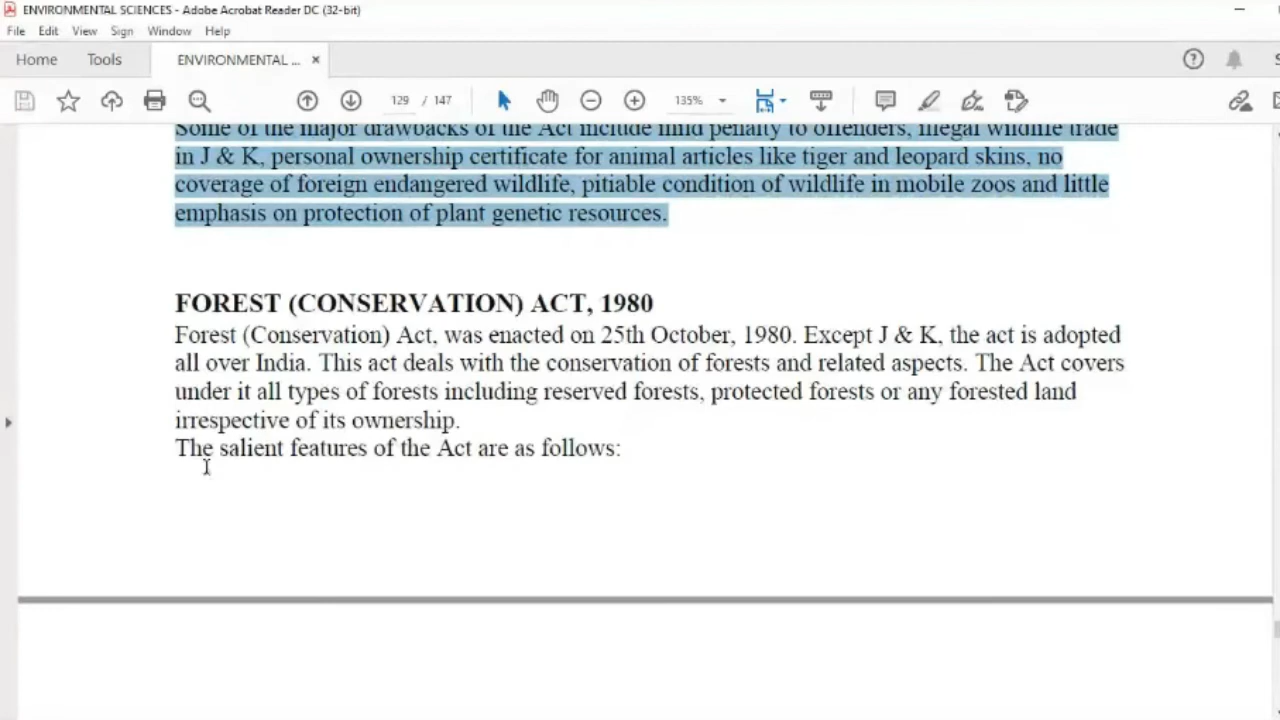 ENVIRONMENTAL SCIENCES - Adobe Acrobat Reader DC (32-bit)
File Edit View Sign Window Help
Home Tools ENVIRONMENTAL ... ×
129 / 147 135%
Some of the major drawbacks of the Act include mild penalty to offenders, illegal wildlife trade
in J & K, personal ownership certificate for animal articles like tiger and leopard skins, no
coverage of foreign endangered wildlife, pitiable condition of wildlife in mobile zoos and little
emphasis on protection of plant genetic resources.
FOREST (CONSERVATION) ACT, 1980
Forest (Conservation) Act, was enacted on 25th October, 1980. Except J & K, the act is adopted
all over India. This act deals with the conservation of forests and related aspects. The Act covers
under it all types of forests including reserved forests, protected forests or any forested land
irrespective of its ownership.
The salient features of the Act are as follows: